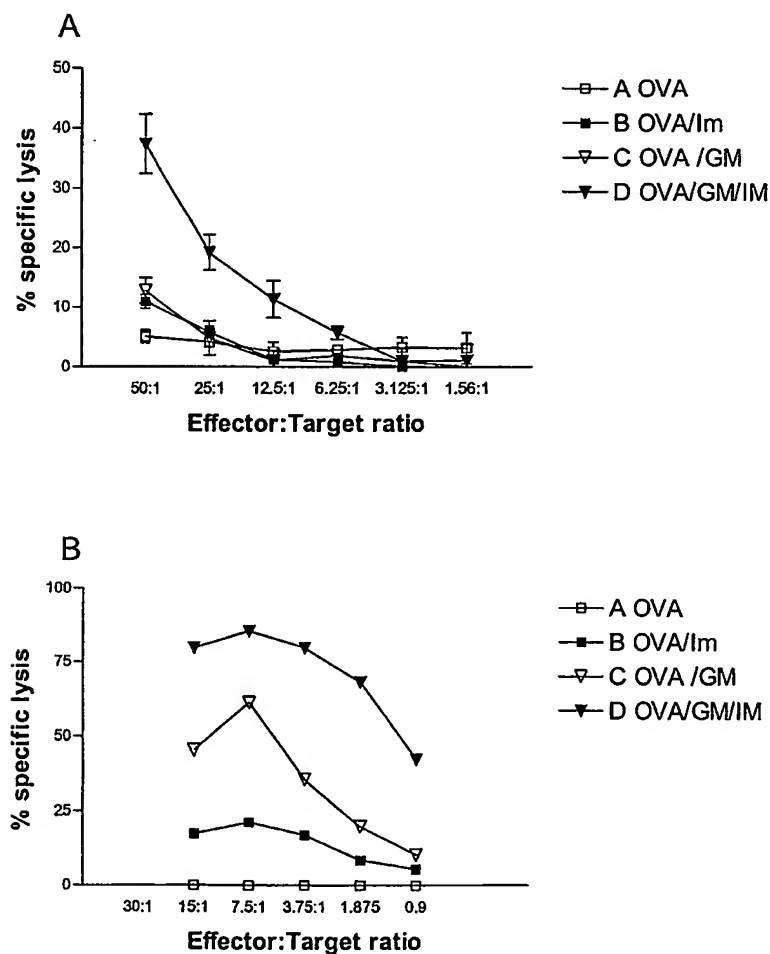 A
50
40
30
20
10
0
% specific lysis
50:1 25:1 12.5:1 6.25:1 3.125:1 1.56:1
Effector:Target ratio
A OVA
B OVA/Im
C OVA /GM
D OVA/GM/IM
B
100
75
50
25
0
% specific lysis
30:1 15:1 7.5:1 3.75:1 1.875 0.9
Effector:Target ratio
A OVA
B OVA/Im
C OVA /GM
D OVA/GM/IM